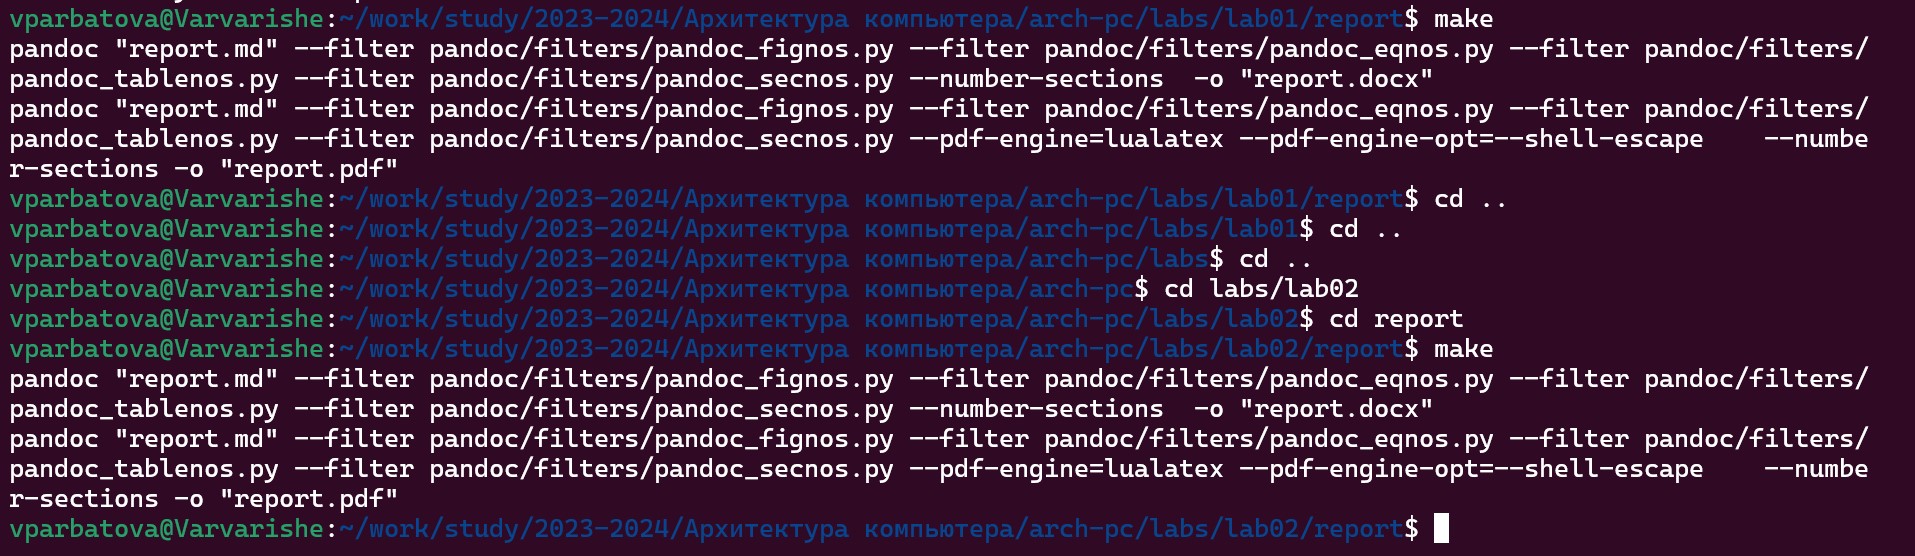 vparbatova@Varvarishe:~/work/study/2023-2024/Архитектура компьютера/arch-pc/labs/lab01/report$ make
pandoc "report.md" --filter pandoc/filters/pandoc_fignos.py --filter pandoc/filters/pandoc_eqnos.py --filter pandoc/filters/
pandoc_tablenos.py --filter pandoc/filters/pandoc_secnos.py --number-sections  -o "report.docx"
pandoc "report.md" --filter pandoc/filters/pandoc_fignos.py --filter pandoc/filters/pandoc_eqnos.py --filter pandoc/filters/
pandoc_tablenos.py --filter pandoc/filters/pandoc_secnos.py --pdf-engine=lualatex --pdf-engine-opt=--shell-escape    --numbe
r-sections -o "report.pdf"
vparbatova@Varvarishe:~/work/study/2023-2024/Архитектура компьютера/arch-pc/labs/lab01/report$ cd ..
vparbatova@Varvarishe:~/work/study/2023-2024/Архитектура компьютера/arch-pc/labs/lab01$ cd ..
vparbatova@Varvarishe:~/work/study/2023-2024/Архитектура компьютера/arch-pc/labs$ cd ..
vparbatova@Varvarishe:~/work/study/2023-2024/Архитектура компьютера/arch-pc$ cd labs/lab02
vparbatova@Varvarishe:~/work/study/2023-2024/Архитектура компьютера/arch-pc/labs/lab02$ cd report
vparbatova@Varvarishe:~/work/study/2023-2024/Архитектура компьютера/arch-pc/labs/lab02/report$ make
pandoc "report.md" --filter pandoc/filters/pandoc_fignos.py --filter pandoc/filters/pandoc_eqnos.py --filter pandoc/filters/
pandoc_tablenos.py --filter pandoc/filters/pandoc_secnos.py --number-sections  -o "report.docx"
pandoc "report.md" --filter pandoc/filters/pandoc_fignos.py --filter pandoc/filters/pandoc_eqnos.py --filter pandoc/filters/
pandoc_tablenos.py --filter pandoc/filters/pandoc_secnos.py --pdf-engine=lualatex --pdf-engine-opt=--shell-escape    --numbe
r-sections -o "report.pdf"
vparbatova@Varvarishe:~/work/study/2023-2024/Архитектура компьютера/arch-pc/labs/lab02/report$